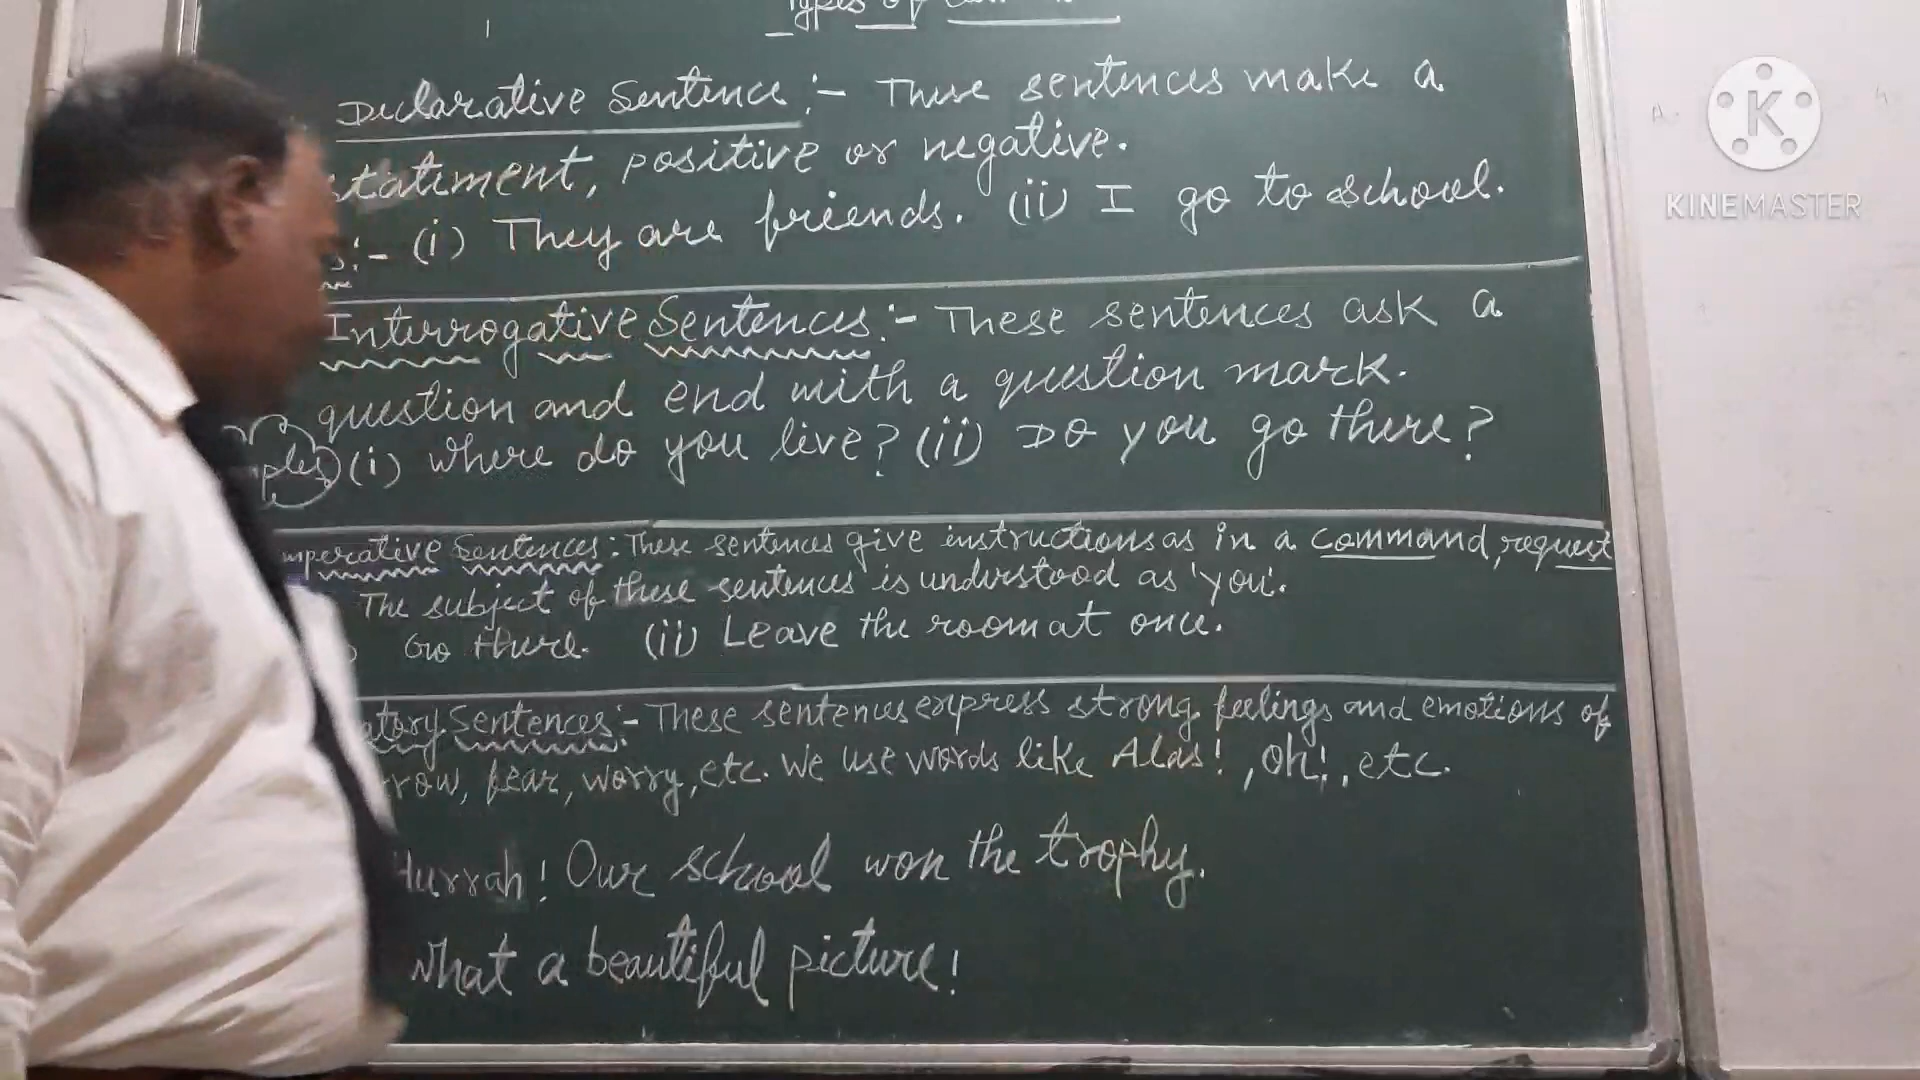 Types of
Declarative Sentence :- These sentences make a
statement, positive or negative.
:- (i) They are friends. (ii) I go to school.
Interrogative Sentences :- These sentences ask a
question and end with a question mark.
(i) Where do you live? (ii) Do you go there?
mperative Sentences : These sentences give instructions as in a command, request
The subject of these sentences is understood as 'you'.
Go there. (ii) Leave the room at once.
atory Sentences :- These sentences express strong feelings and emotions of
rrow, fear, worry, etc. We use words like Alas! , Oh! , etc.
Hurrah! Our school won the trophy.
What a beautiful picture!
KINEMASTER